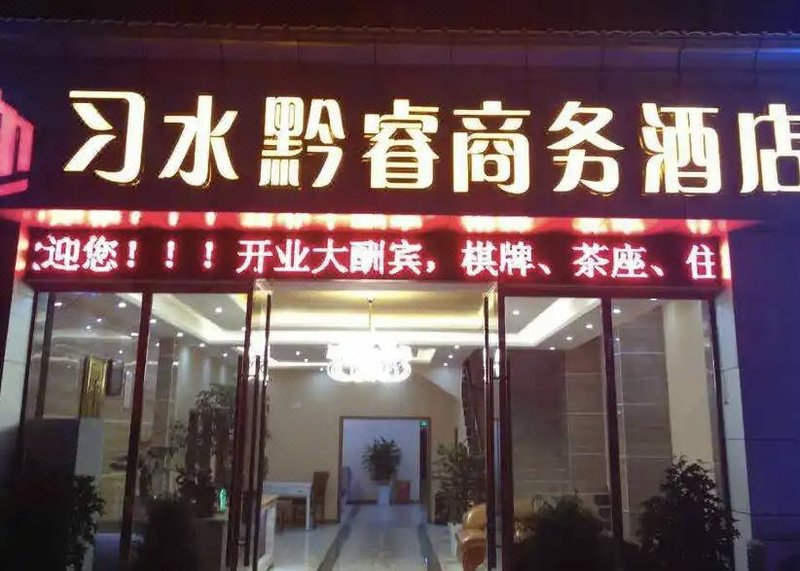 习水黔睿商务酒店
迎您！！！开业大酬宾，棋牌、茶座、住